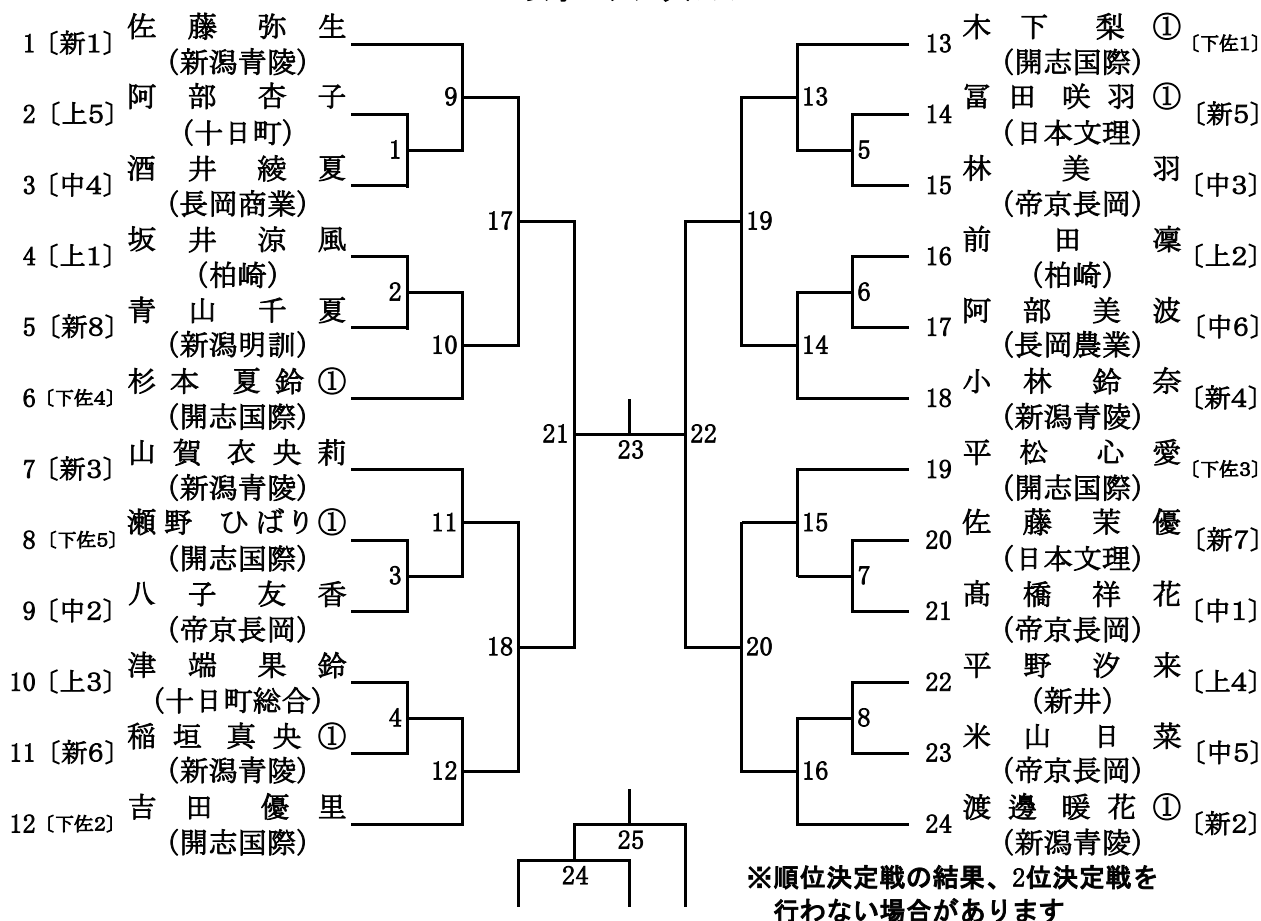 1〔新1〕佐藤弥生
(新潟青陵)
2〔上5〕阿部杏子
(十日町)
3〔中4〕酒井綾夏
(長岡商業)
4〔上1〕坂井涼風
(柏崎)
5〔新8〕青山千夏
(新潟明訓)
6〔下佐4〕杉本夏鈴①
(開志国際)
7〔新3〕山賀衣央莉
(新潟青陵)
8〔下佐5〕瀬野ひばり①
(開志国際)
9〔中2〕八子友香
(帝京長岡)
10〔上3〕津端果鈴
(十日町総合)
11〔新6〕稲垣真央①
(新潟青陵)
12〔下佐2〕吉田優里
(開志国際)
1
2
3
4
9
10
11
12
17
18
21
23
22
19
20
13
14
15
16
5
6
7
8
13 木下梨①〔下佐1〕
(開志国際)
14 冨田咲羽①〔新5〕
(日本文理)
15 林美羽〔中3〕
(帝京長岡)
16 前田凜〔上2〕
(柏崎)
17 阿部美波〔中6〕
(長岡農業)
18 小林鈴奈〔新4〕
(新潟青陵)
19 平松心愛〔下佐3〕
(開志国際)
20 佐藤茉優〔新7〕
(日本文理)
21 髙橋祥花〔中1〕
(帝京長岡)
22 平野汐来〔上4〕
(新井)
23 米山日菜〔中5〕
(帝京長岡)
24 渡邊暖花①〔新2〕
(新潟青陵)
25
24
※順位決定戦の結果、2位決定戦を
行わない場合があります